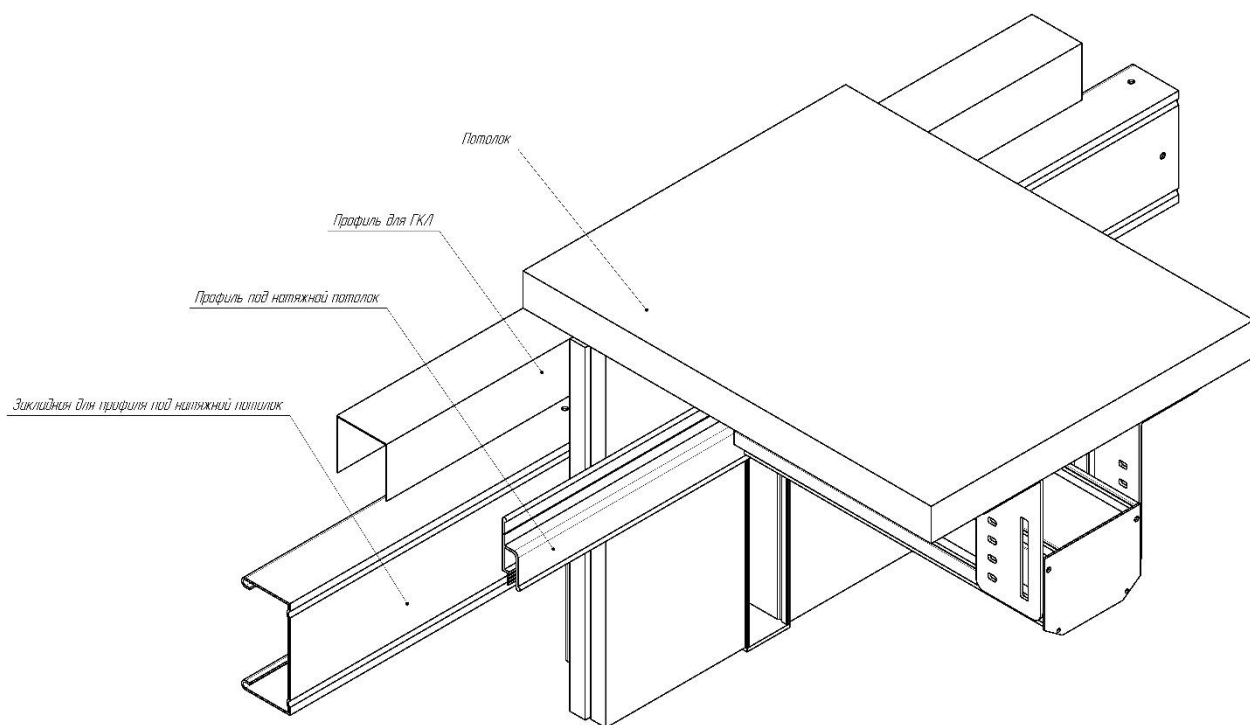 Потолок
Профиль для ГКЛ
Профиль под натяжной потолок
Закладная для профиля под натяжной потолок